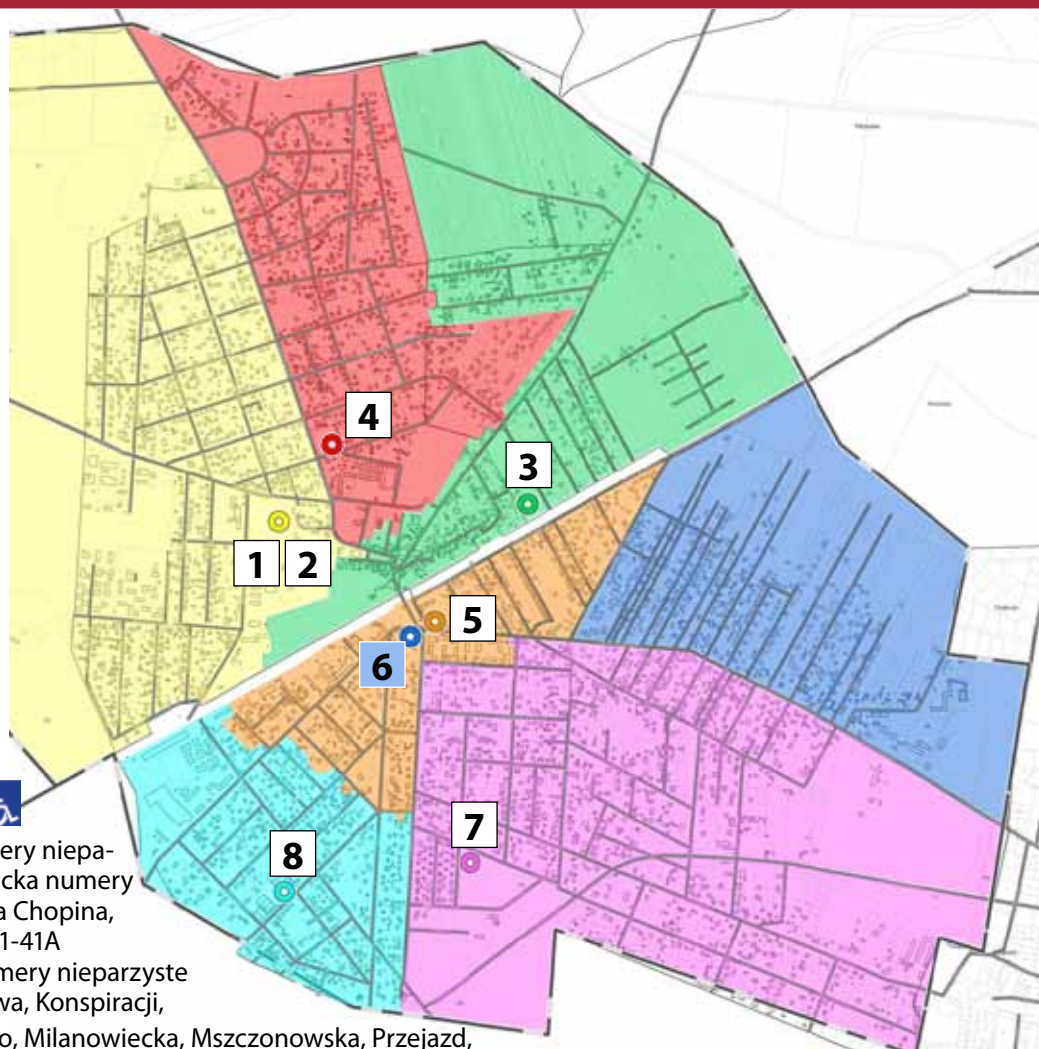 4
3
1 2
5
6
7
8
ery niepa-
cka numery
a Chopina,
1-41A
mery nieparzyste
wa, Konspiracji,
o, Milanowiecka, Mszczonowska, Przejazd,